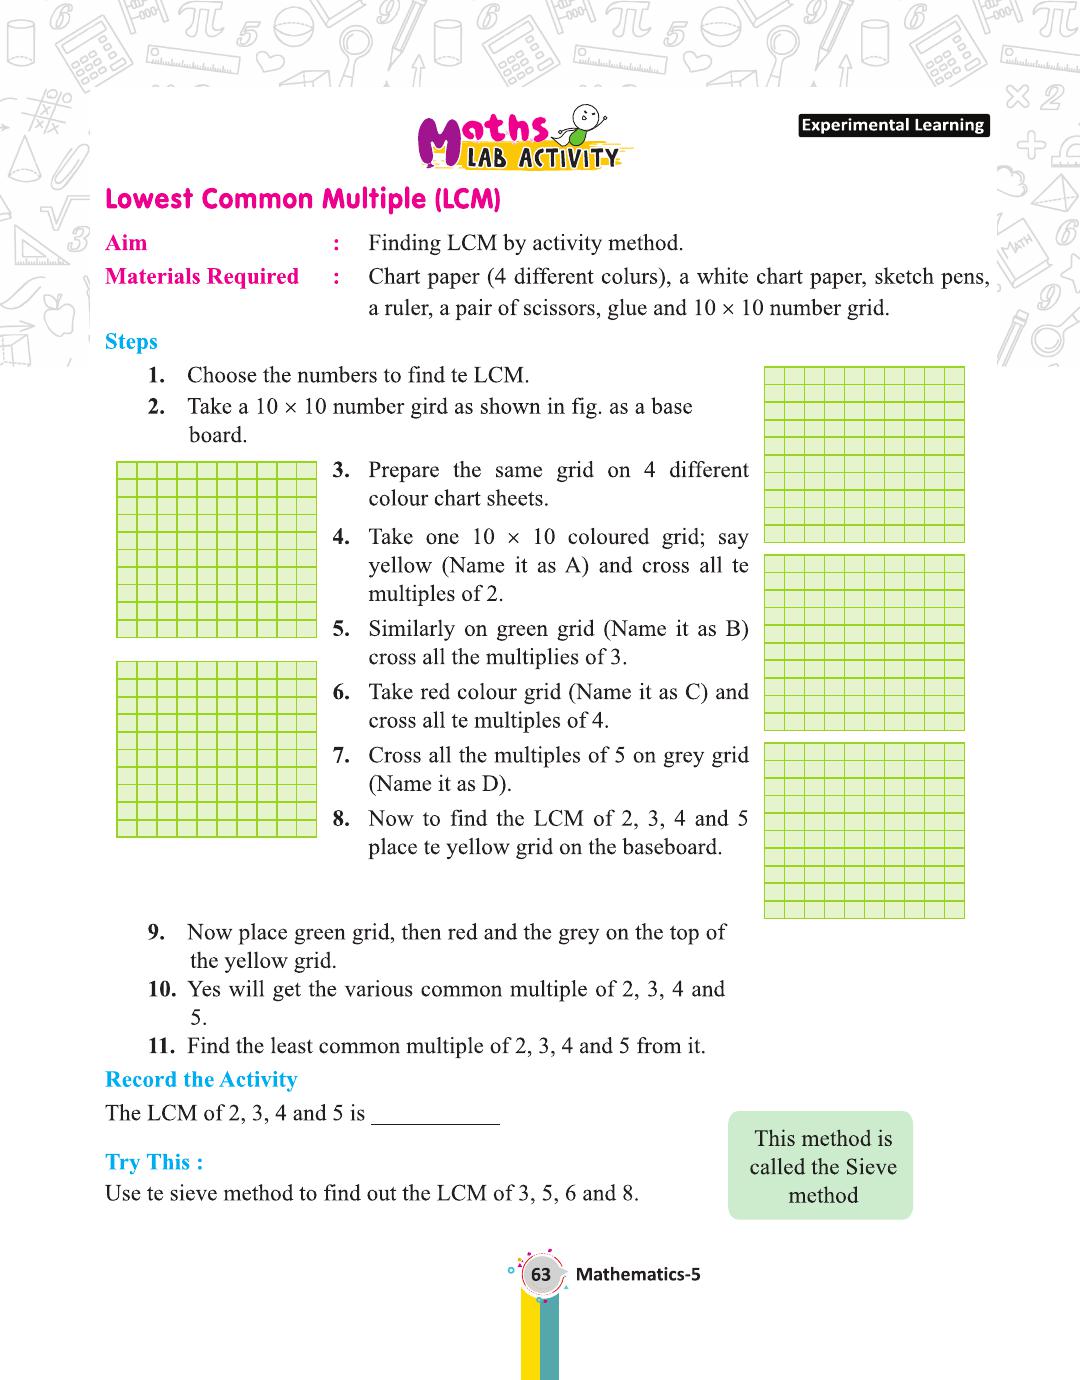 Maths
LAB ACTIVITY
Experimental Learning
Lowest Common Multiple (LCM)
Aim : Finding LCM by activity method.
Materials Required : Chart paper (4 different colurs), a white chart paper, sketch pens,
a ruler, a pair of scissors, glue and 10 × 10 number grid.
Steps
1. Choose the numbers to find te LCM.
2. Take a 10 × 10 number gird as shown in fig. as a base
board.
3. Prepare the same grid on 4 different
colour chart sheets.
4. Take one 10 × 10 coloured grid; say
yellow (Name it as A) and cross all te
multiples of 2.
5. Similarly on green grid (Name it as B)
cross all the multiplies of 3.
6. Take red colour grid (Name it as C) and
cross all te multiples of 4.
7. Cross all the multiples of 5 on grey grid
(Name it as D).
8. Now to find the LCM of 2, 3, 4 and 5
place te yellow grid on the baseboard.
9. Now place green grid, then red and the grey on the top of
the yellow grid.
10. Yes will get the various common multiple of 2, 3, 4 and
5.
11. Find the least common multiple of 2, 3, 4 and 5 from it.
Record the Activity
The LCM of 2, 3, 4 and 5 is ___________
Try This :
Use te sieve method to find out the LCM of 3, 5, 6 and 8.
This method is
called the Sieve
method
63 Mathematics-5